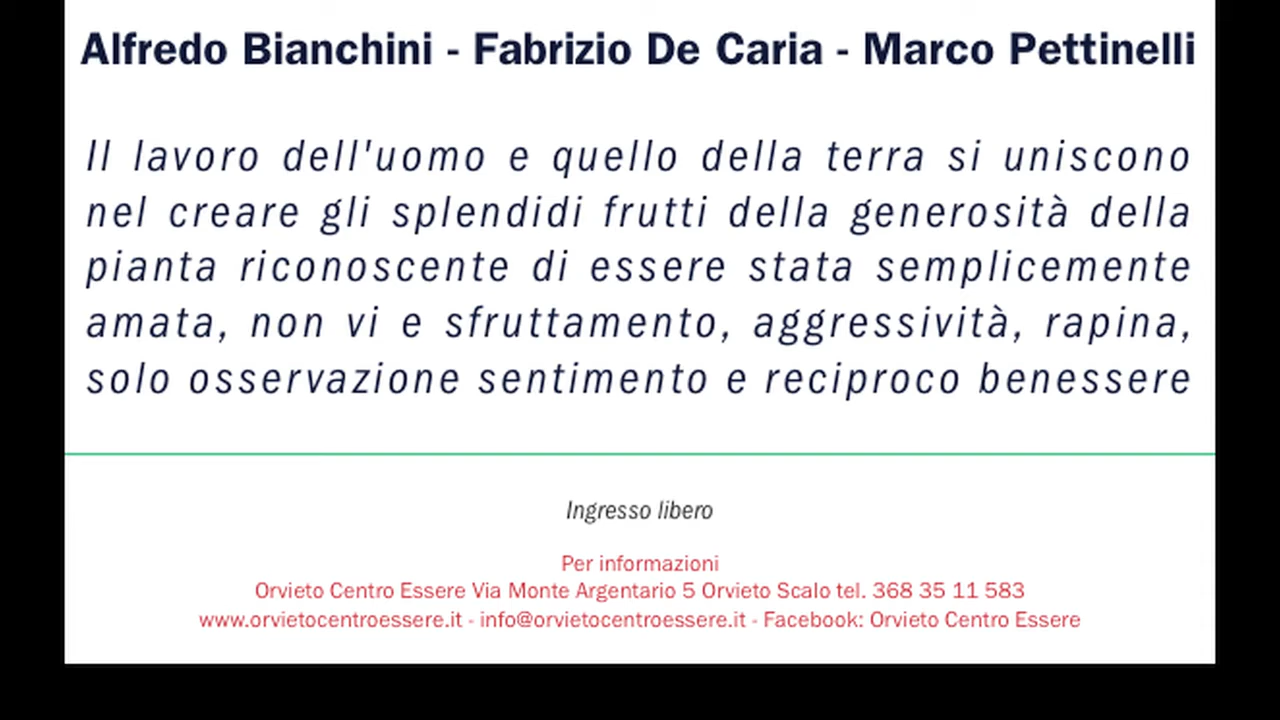 Alfredo Bianchini - Fabrizio De Caria - Marco Pettinelli
Il lavoro dell'uomo e quello della terra si uniscono
nel creare gli splendidi frutti della generosità della
pianta riconoscente di essere stata semplicemente
amata, non vi e sfruttamento, aggressività, rapina,
solo osservazione sentimento e reciproco benessere
Ingresso libero
Per informazioni
Orvieto Centro Essere Via Monte Argentario 5 Orvieto Scalo tel. 368 35 11 583
www.orvietocentroessere.it - info@orvietocentroessere.it - Facebook: Orvieto Centro Essere